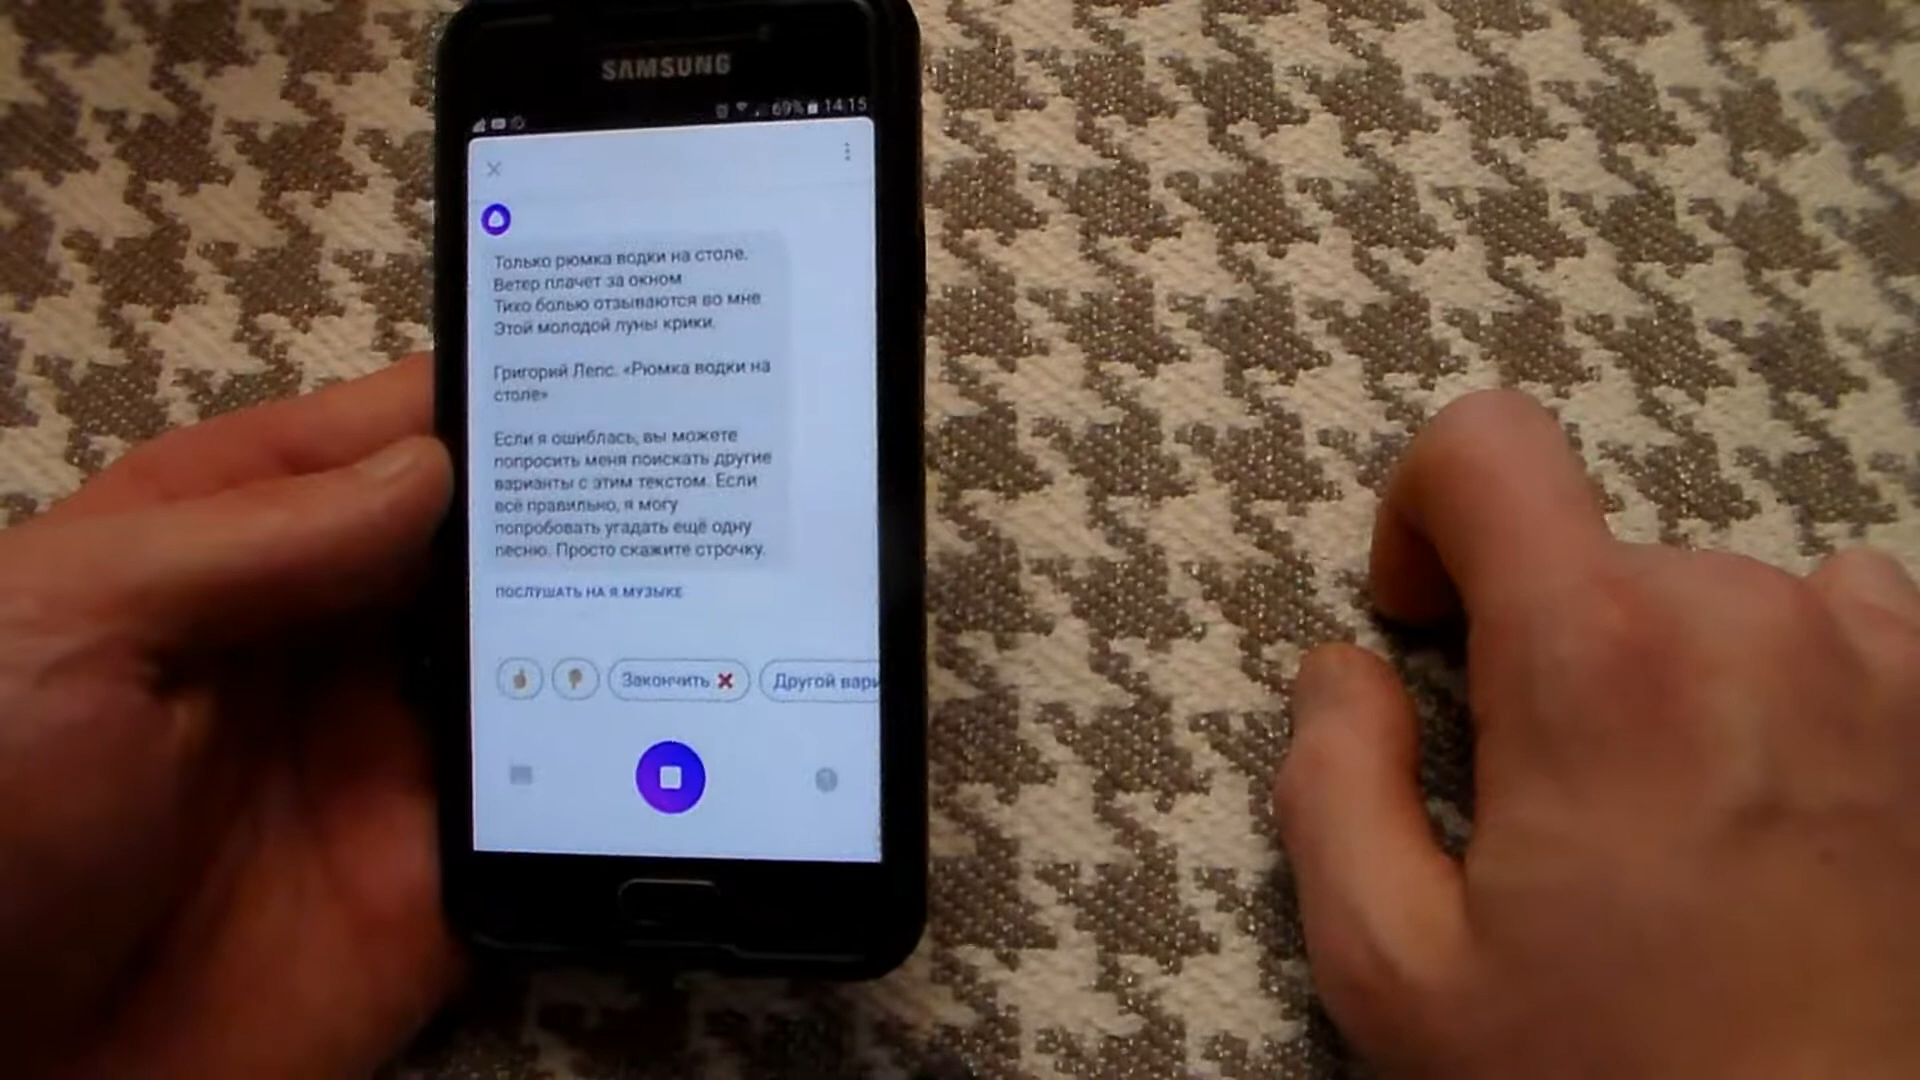 SAMSUNG
69% 14:15
Только рюмка водки на столе.
Ветер плачет за окном
Тихо болью отзываются во мне
Этой молодой луны крики.
Григорий Лепс. «Рюмка водки на
столе»
Если я ошиблась, вы можете
попросить меня поискать другие
варианты с этим текстом. Если
всё правильно, я могу
попробовать угадать ещё одну
песню. Просто скажите строчку.
ПОСЛУШАТЬ НА Я.МУЗЫКЕ
Закончить
Другой вари